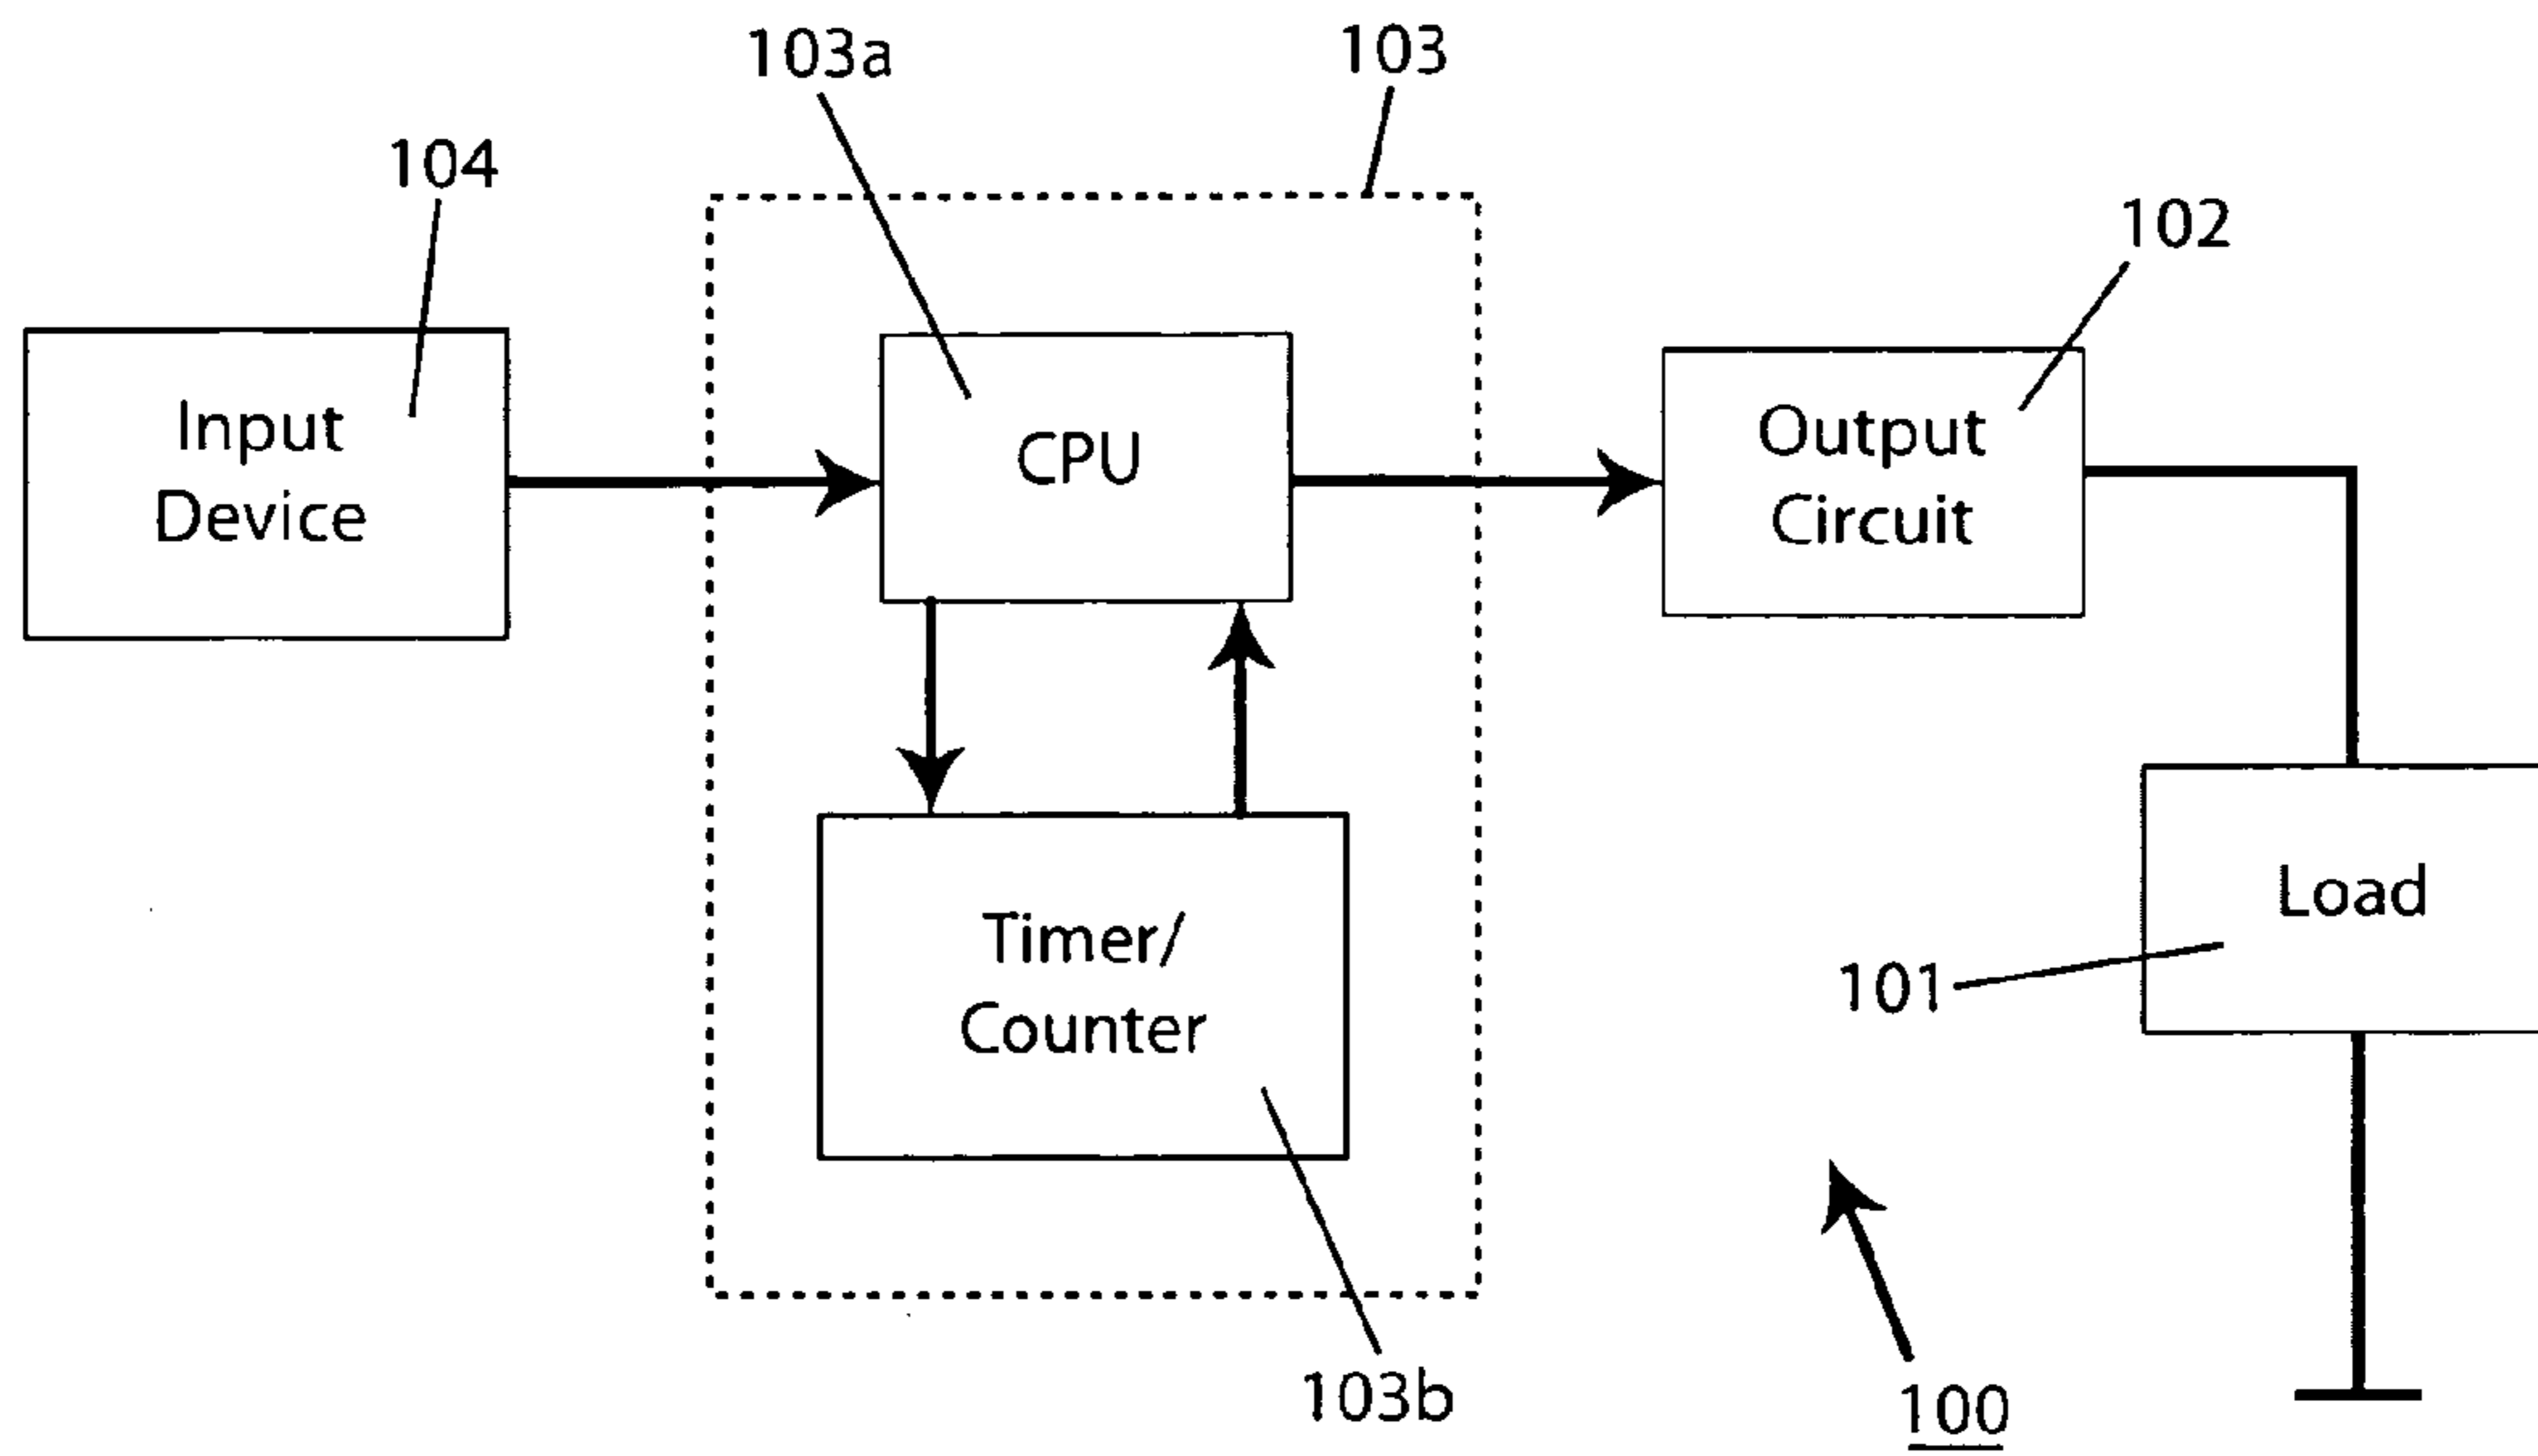 103a
103
104
102
Input
Device
CPU
Output
Circuit
Timer/
Counter
Load
101
103b
100